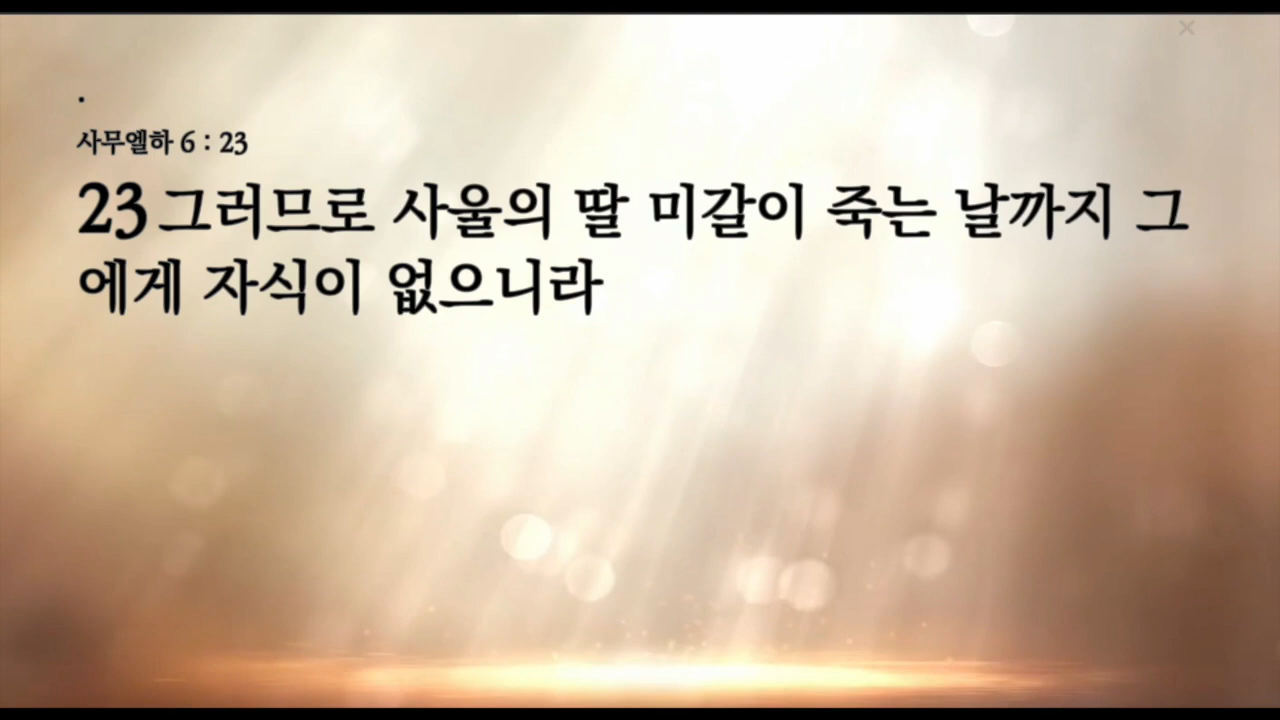 .
사무엘하 6 : 23
23 그러므로 사울의 딸 미갈이 죽는 날까지 그
에게 자식이 없으니라